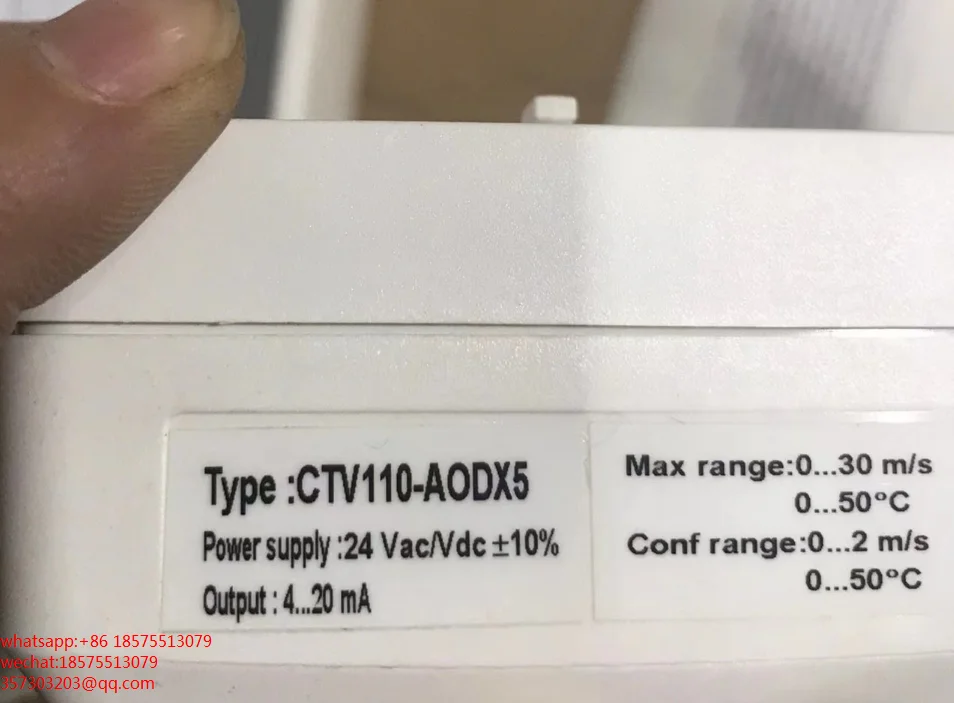 Type :CTV110-AODX5
Power supply :24 Vac/Vdc ±10%
Output : 4...20 mA
Max range:0...30 m/s
0...50°C
Conf range:0...2 m/s
0...50°C
whatsapp:+86 18575513079
wechat:18575513079
357303203@qq.com